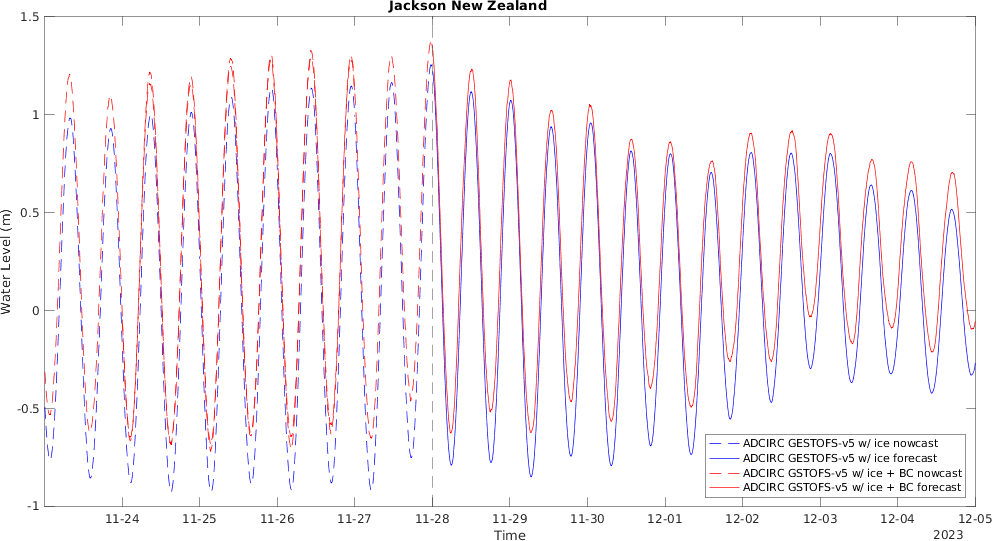 Jackson New Zealand
1.5
1
0.5
0
-0.5
-1
Water Level (m)
ADCIRC GESTOFS-v5 w/ ice nowcast
ADCIRC GESTOFS-v5 w/ ice forecast
ADCIRC GSTOFS-v5 w/ ice + BC nowcast
ADCIRC GSTOFS-v5 w/ ice + BC forecast
11-24 11-25 11-26 11-27 11-28 11-29 11-30 12-01 12-02 12-03 12-04 12-05
Time
2023